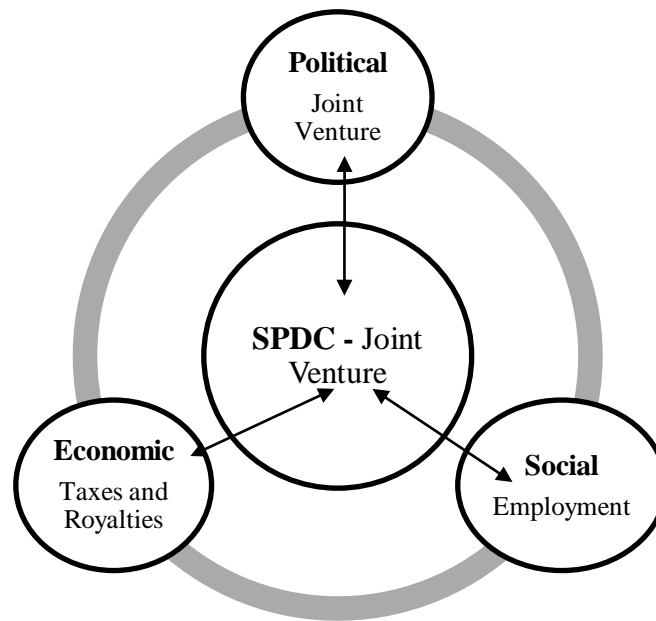 Political
Joint
Venture
SPDC - Joint
Venture
Economic
Taxes and
Royalties
Social
Employment